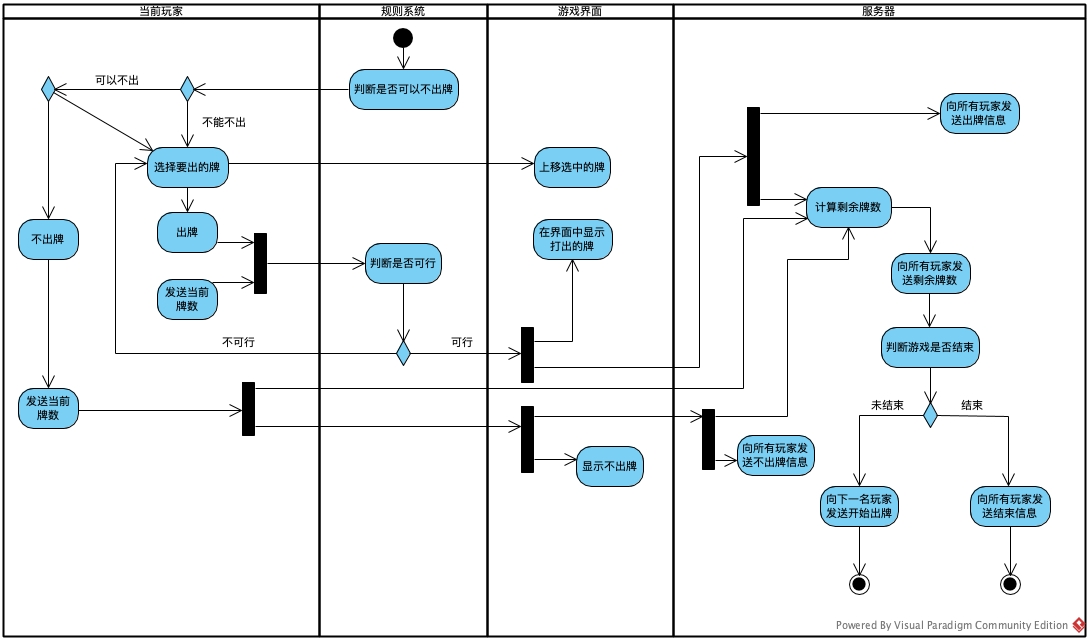 当前玩家
规则系统
游戏界面
服务器
可以不出
判断是否可以不出牌
向所有玩家发
送出牌信息
不能不出
选择要出的牌
上移选中的牌
计算剩余牌数
不出牌
出牌
在界面中显示
打出的牌
判断是否可行
向所有玩家发
送剩余牌数
发送当前
牌数
不可行
可行
判断游戏是否结束
发送当前
牌数
未结束
结束
向所有玩家发
送不出牌信息
显示不出牌
向下一名玩家
发送开始出牌
向所有玩家发
送结束信息
Powered By Visual Paradigm Community Edition